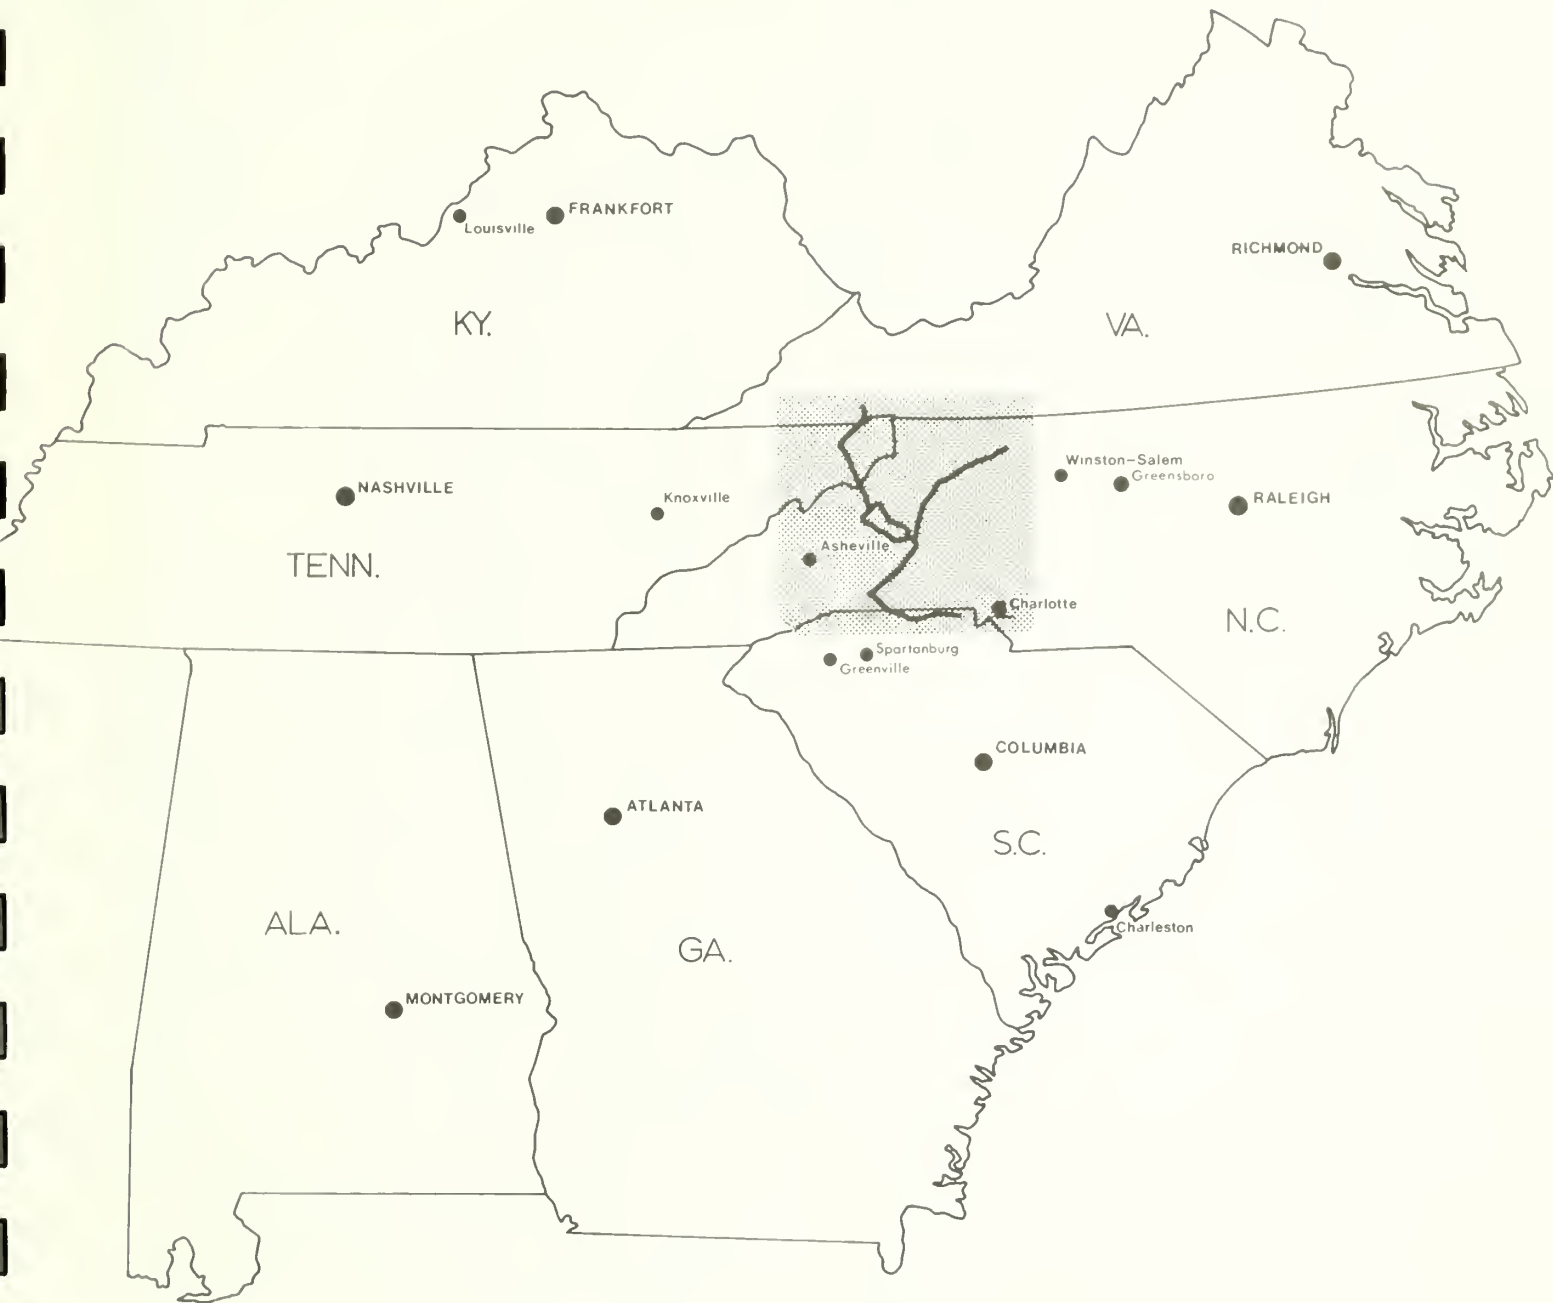 FRANKFORT
Louisville
RICHMOND
KY.
VA.
Winston-Salem
Greensboro
NASHVILLE
Knoxville
RALEIGH
Asheville
TENN.
Charlotte
N.C.
Spartanburg
Greenville
COLUMBIA
ATLANTA
S.C.
ALA.
Charleston
GA.
MONTGOMERY